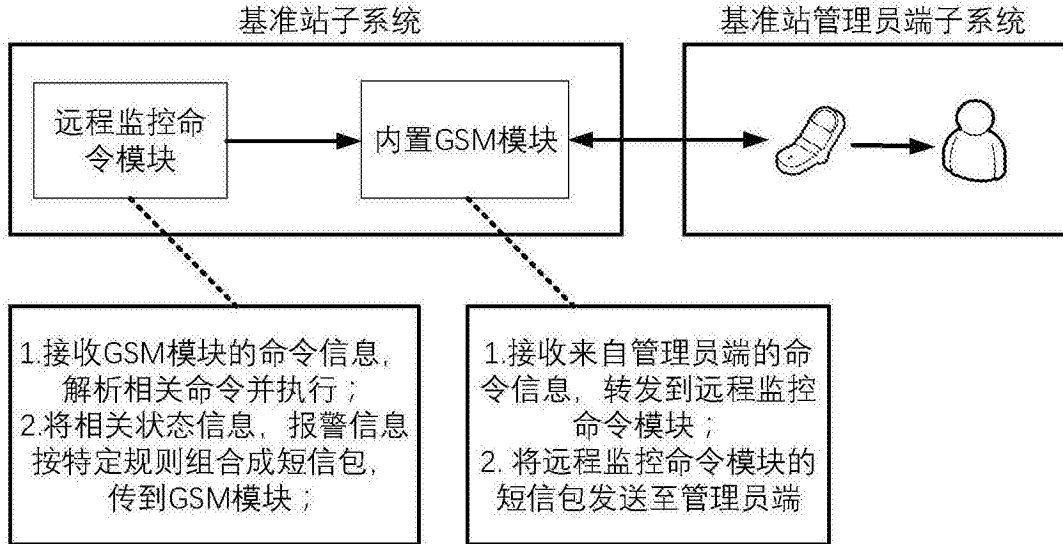 基准站子系统
基准站管理员端子系统
远程监控命
令模块
内置GSM模块
1.接收GSM模块的命令信息,
解析相关命令并执行；
2.将相关状态信息，报警信息
按特定规则组合成短信包,
传到GSM模块；
1.接收来自管理员端的命
令信息，转发到远程监控
命令模块；
2. 将远程监控命令模块的
短信包发送至管理员端